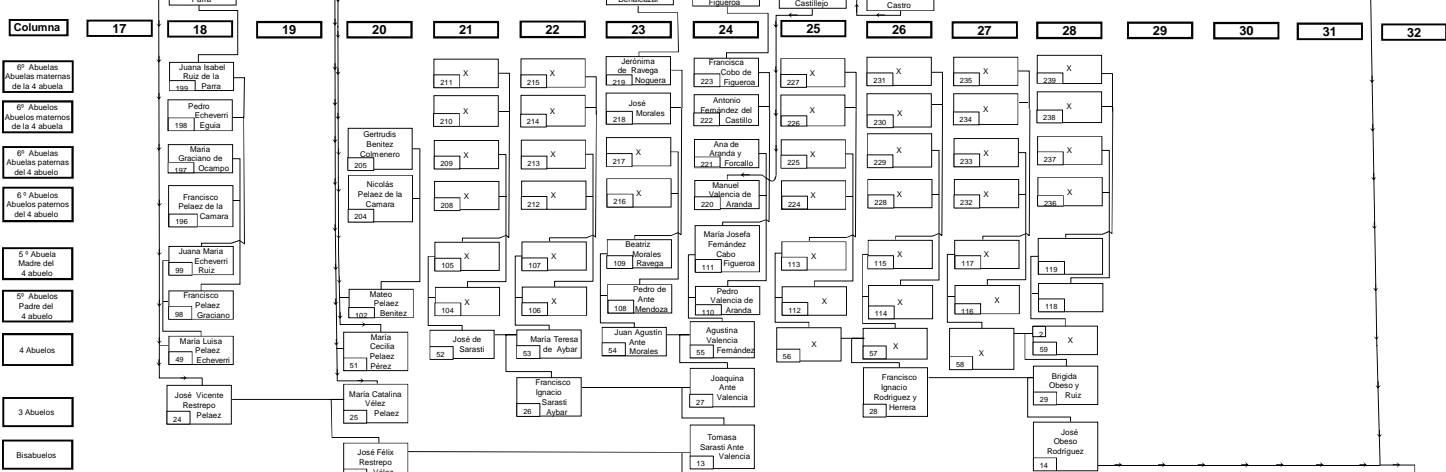 Parra
Benalcazar
Figueroa
Castillejo
Castro
Columna 17 18 19 20 21 22 23 24 25 26 27 28 29 30 31 32
6º Abuelas
Abuelas maternas
de la 4 abuela
Juana Isabel
Ruiz de la
199 Parra
211 X
215 X
Jerónima
de Ravega
219 Noguera
Francisca
Cobo de
223 Figueroa
227 X
231 X
235 X
239 X
6º Abuelos
Abuelos maternos
de la 4 abuela
Pedro
Echeverri
198 Eguia
210 X
214 X
José
218 Morales
Antonio
Fernández del
222 Castillo
226 X
230 X
234 X
238 X
6º Abuelas
Abuelas paternas
del 4 abuelo
María
Graciano de
197 Ocampo
Gertrudis
Benitez
Colmenero
205
209 X
213 X
217 X
Ana de
Aranda y
221 Forcallo
225 X
229 X
233 X
237 X
6 º Abuelos
Abuelos paternos
del 4 abuelo
Francisco
Pelaez de la
196 Camara
Nicolás
Pelaez de la
Camara
204
208 X
212 X
216 X
Manuel
Valencia de
220 Aranda
224 X
228 X
232 X
236 X
5 º Abuela
Madre del
4 abuelo
Juana Maria
Echeverri
99 Ruiz
105 X
107 X
Beatriz
Morales
109 Ravega
María Josefa
Fernández
Cabo
111 Figueroa
113 X
115 X
117 X
119
5º Abuelos
Padre del
4 abuelo
Francisco
Pelaez
98 Graciano
Mateo
Pelaez
102 Benitez
104 X
106 X
Pedro de
Ante
108 Mendoza
Pedro
Valencia de
110 Aranda
112 X
114 X
116 X
118
4 Abuelos
María Luisa
Pelaez
49 Echeverri
María
Cecilia
Pelaez
51 Pérez
José de
52 Sarasti
María Teresa
53 de Aybar
Juan Agustín
Ante
54 Morales
Agustina
Valencia
55 Fernández
56 X
57 X
58 X
2
59 X
3 Abuelos
José Vicente
Restrepo
24 Pelaez
María Catalina
Vélez
25 Pelaez
Francisco
Ignacio
Sarasti
26 Aybar
Joaquina
Ante
27 Valencia
Francisco
Ignacio
Rodriguez y
28 Herrera
Brigida
Obeso y
29 Ruiz
Bisabuelos
José Félix
Restrepo
Vélez
Tomasa
Sarasti Ante
13 Valencia
José
Obeso
Rodríguez
14